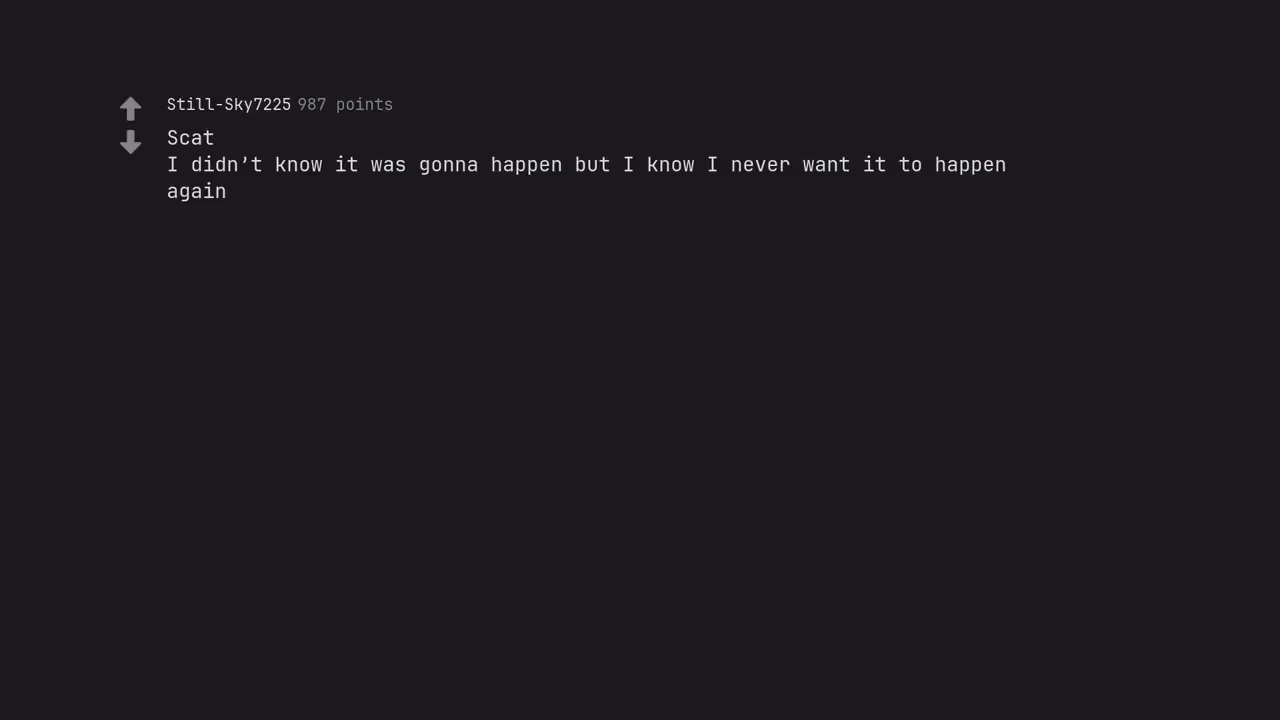 Still-Sky7225 987 points
Scat
I didn’t know it was gonna happen but I know I never want it to happen
again